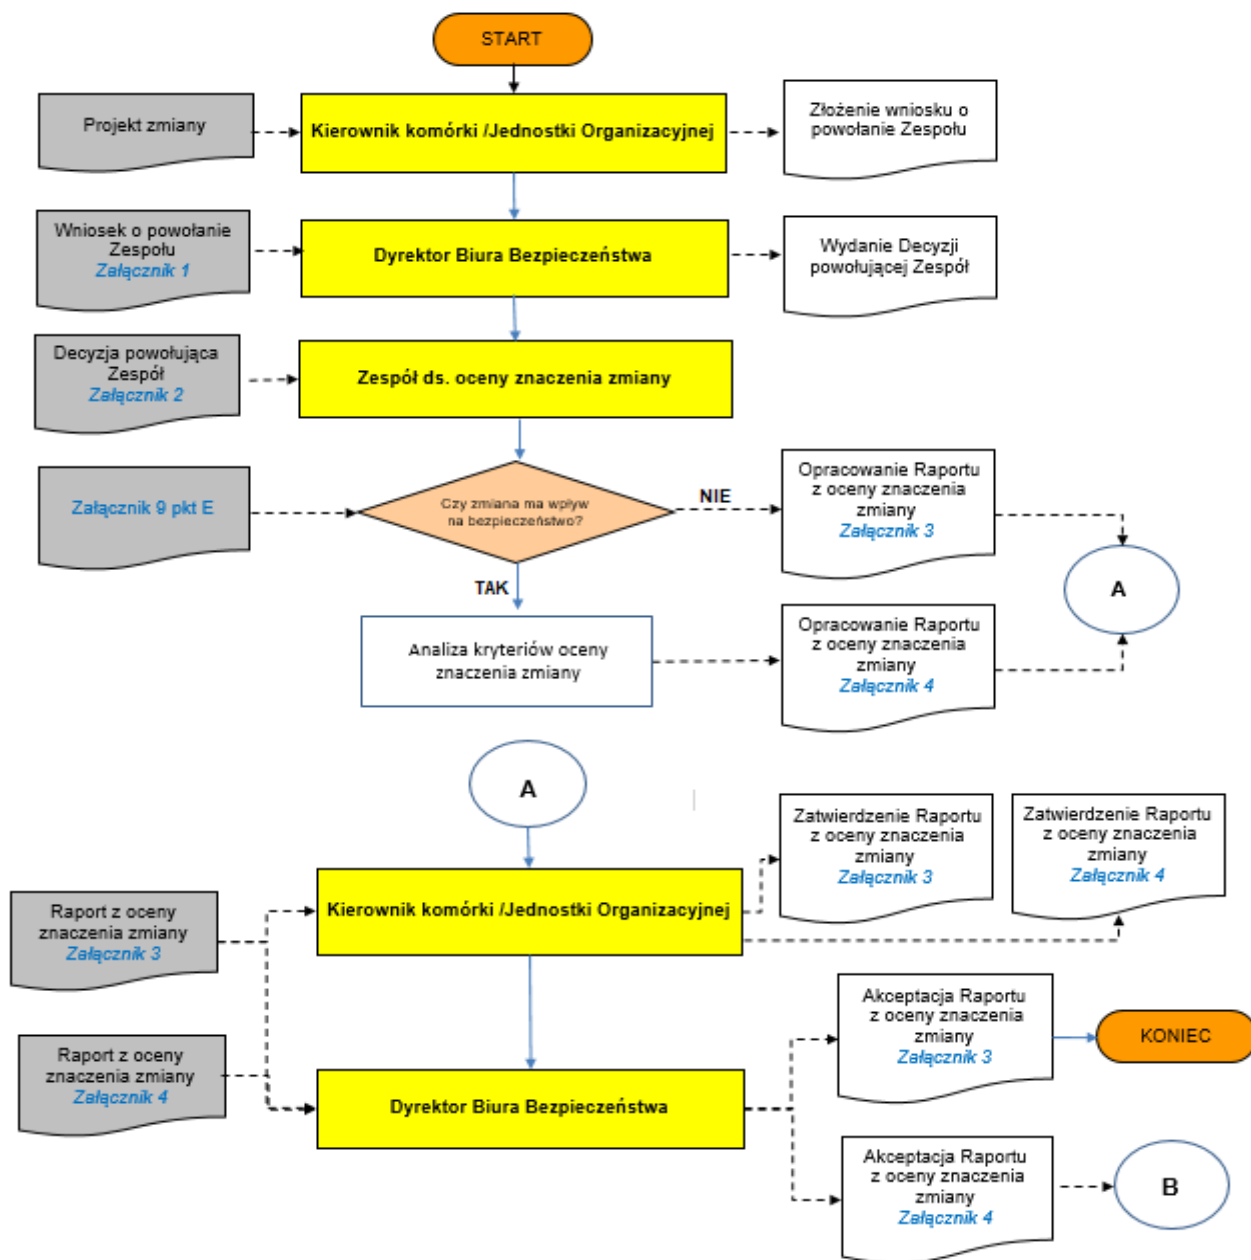 START
Projekt zmiany
Kierownik komórki /Jednostki Organizacyjnej
Złożenie wniosku o
powołanie Zespołu
Wniosek o powołanie
Zespołu
Załącznik 1
Dyrektor Biura Bezpieczeństwa
Wydanie Decyzji
powołującej Zespół
Decyzja powołująca
Zespół
Załącznik 2
Zespół ds. oceny znaczenia zmiany
Załącznik 9 pkt E
Czy zmiana ma wpływ
na bezpieczeństwo?
NIE
Opracowanie Raportu
z oceny znaczenia
zmiany
Załącznik 3
A
TAK
Analiza kryteriów oceny
znaczenia zmiany
Opracowanie Raportu
z oceny znaczenia
zmiany
Załącznik 4
A
Zatwierdzenie Raportu
z oceny znaczenia
zmiany
Załącznik 3
Zatwierdzenie Raportu
z oceny znaczenia
zmiany
Załącznik 4
Raport z oceny
znaczenia zmiany
Załącznik 3
Kierownik komórki /Jednostki Organizacyjnej
Akceptacja Raportu
z oceny znaczenia
zmiany
Załącznik 3
KONIEC
Raport z oceny
znaczenia zmiany
Załącznik 4
Dyrektor Biura Bezpieczeństwa
Akceptacja Raportu
z oceny znaczenia
zmiany
Załącznik 4
B